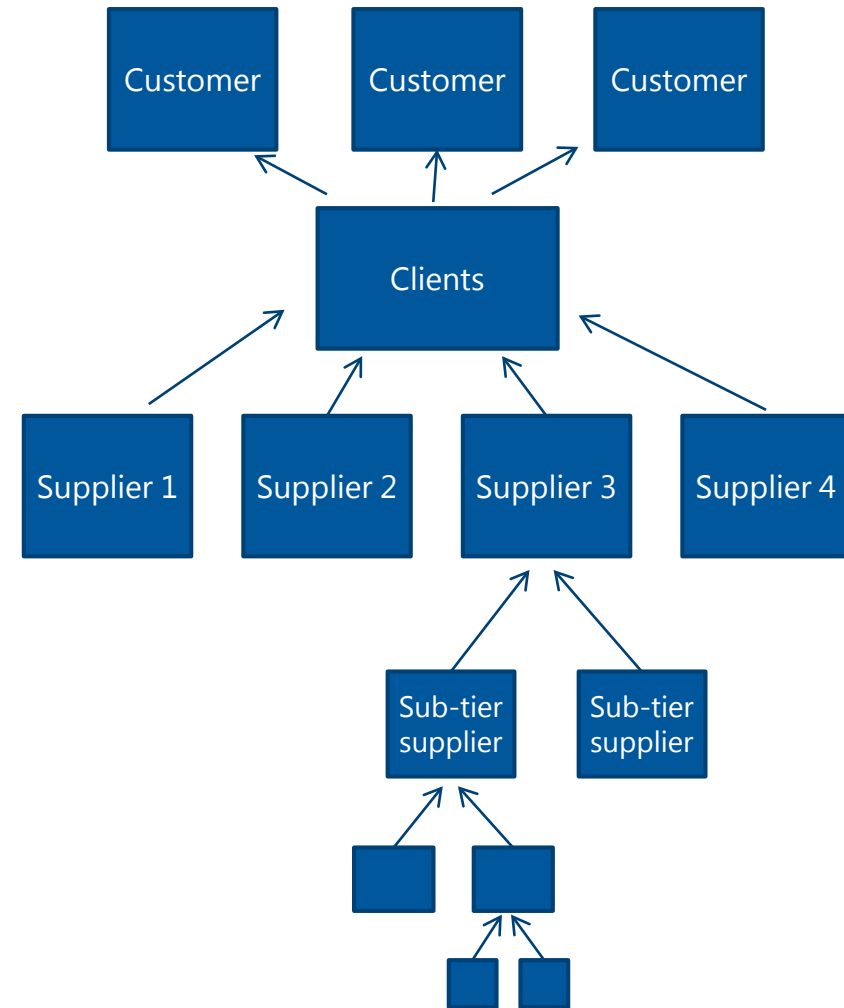 Customer
Customer
Customer
Clients
Supplier 1
Supplier 2
Supplier 3
Supplier 4
Sub-tier
supplier
Sub-tier
supplier